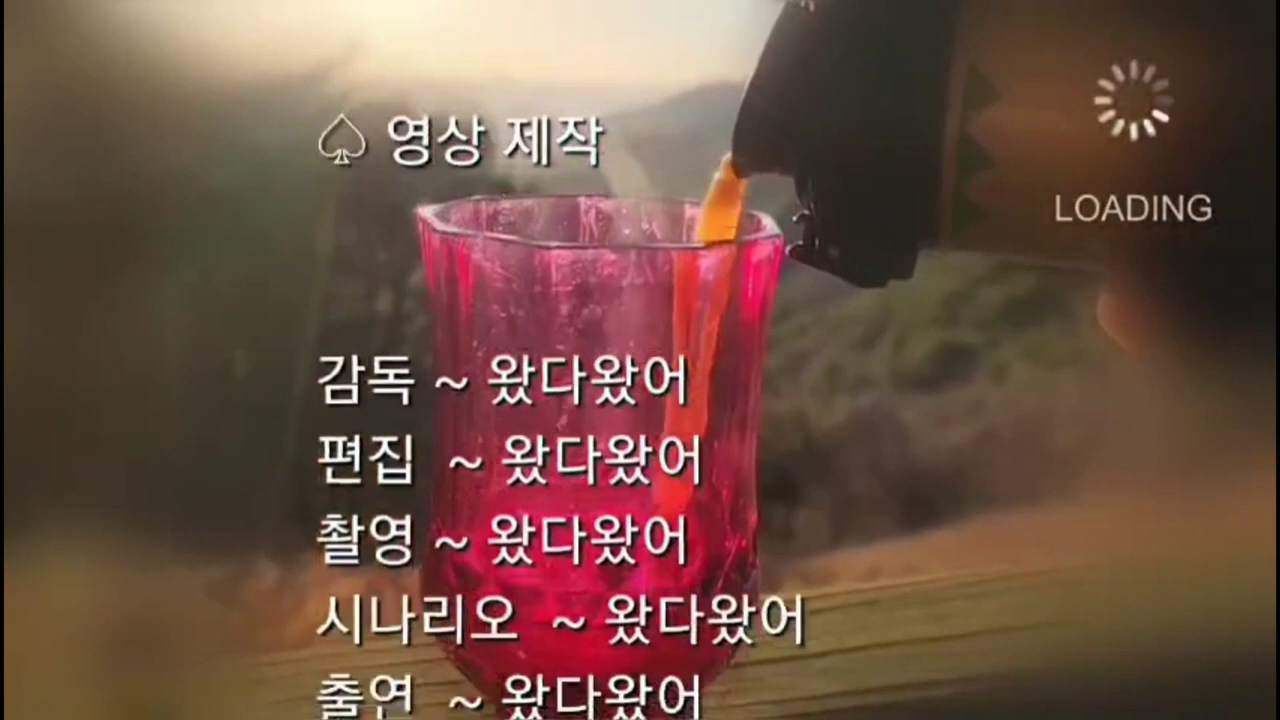 ♤ 영상 제작
LOADING
감독 ~ 왔다왔어
편집 ~ 왔다왔어
촬영 ~ 왔다왔어
시나리오 ~ 왔다왔어
출연 ~ 왔다왔어